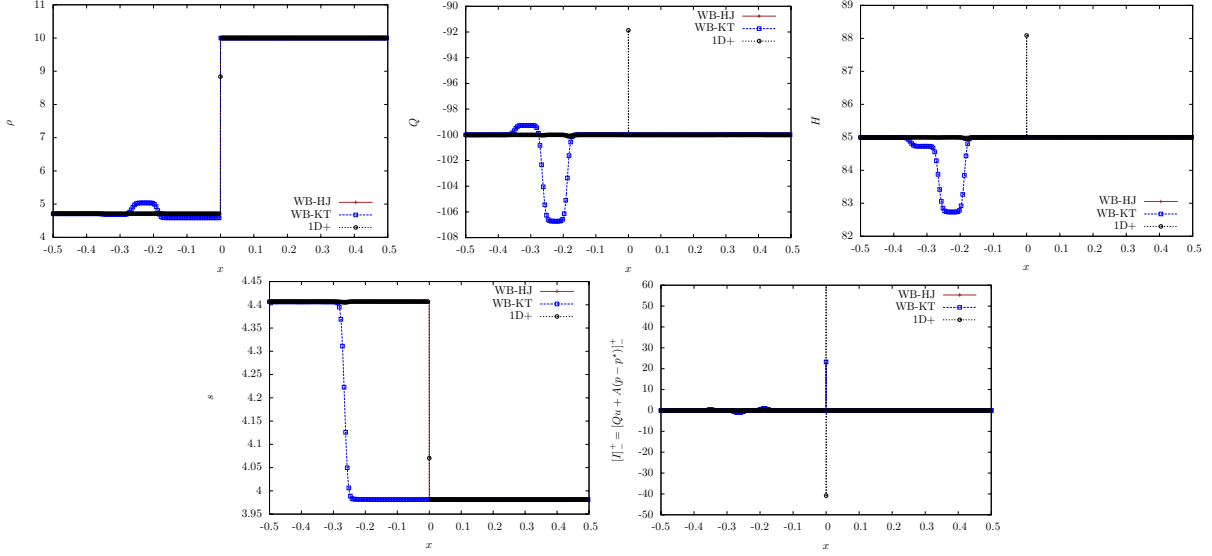 10
9
8
7
6
5
4
ρ
-0.5 -0.4 -0.3 -0.2 -0.1 0 0.1 0.2 0.3 0.4 0.5
x
WB-HJ
WB-KT
1D+
-90
-92
-94
-96
-98
-100
-102
-104
-106
-108
Q
-0.5 -0.4 -0.3 -0.2 -0.1 0 0.1 0.2 0.3 0.4 0.5
x
WB-HJ
WB-KT
1D+
89
88
87
86
85
84
83
82
H
-0.5 -0.4 -0.3 -0.2 -0.1 0 0.1 0.2 0.3 0.4 0.5
x
WB-HJ
WB-KT
1D+
4.45
4.4
4.35
4.3
4.25
4.2
4.15
4.1
4.05
4
3.95
s
-0.5 -0.4 -0.3 -0.2 -0.1 0 0.1 0.2 0.3 0.4 0.5
x
WB-HJ
WB-KT
1D+
60
50
40
30
20
10
0
-10
-20
-30
-40
-50
[I]⁺₋ = [Qu + A(p − p⋆)]⁺₋
-0.5 -0.4 -0.3 -0.2 -0.1 0 0.1 0.2 0.3 0.4 0.5
x
WB-HJ
WB-KT
1D+